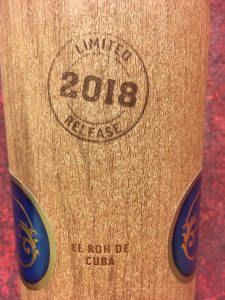 LIMITED
2018
RELEASE
EL RON DE
CUBA